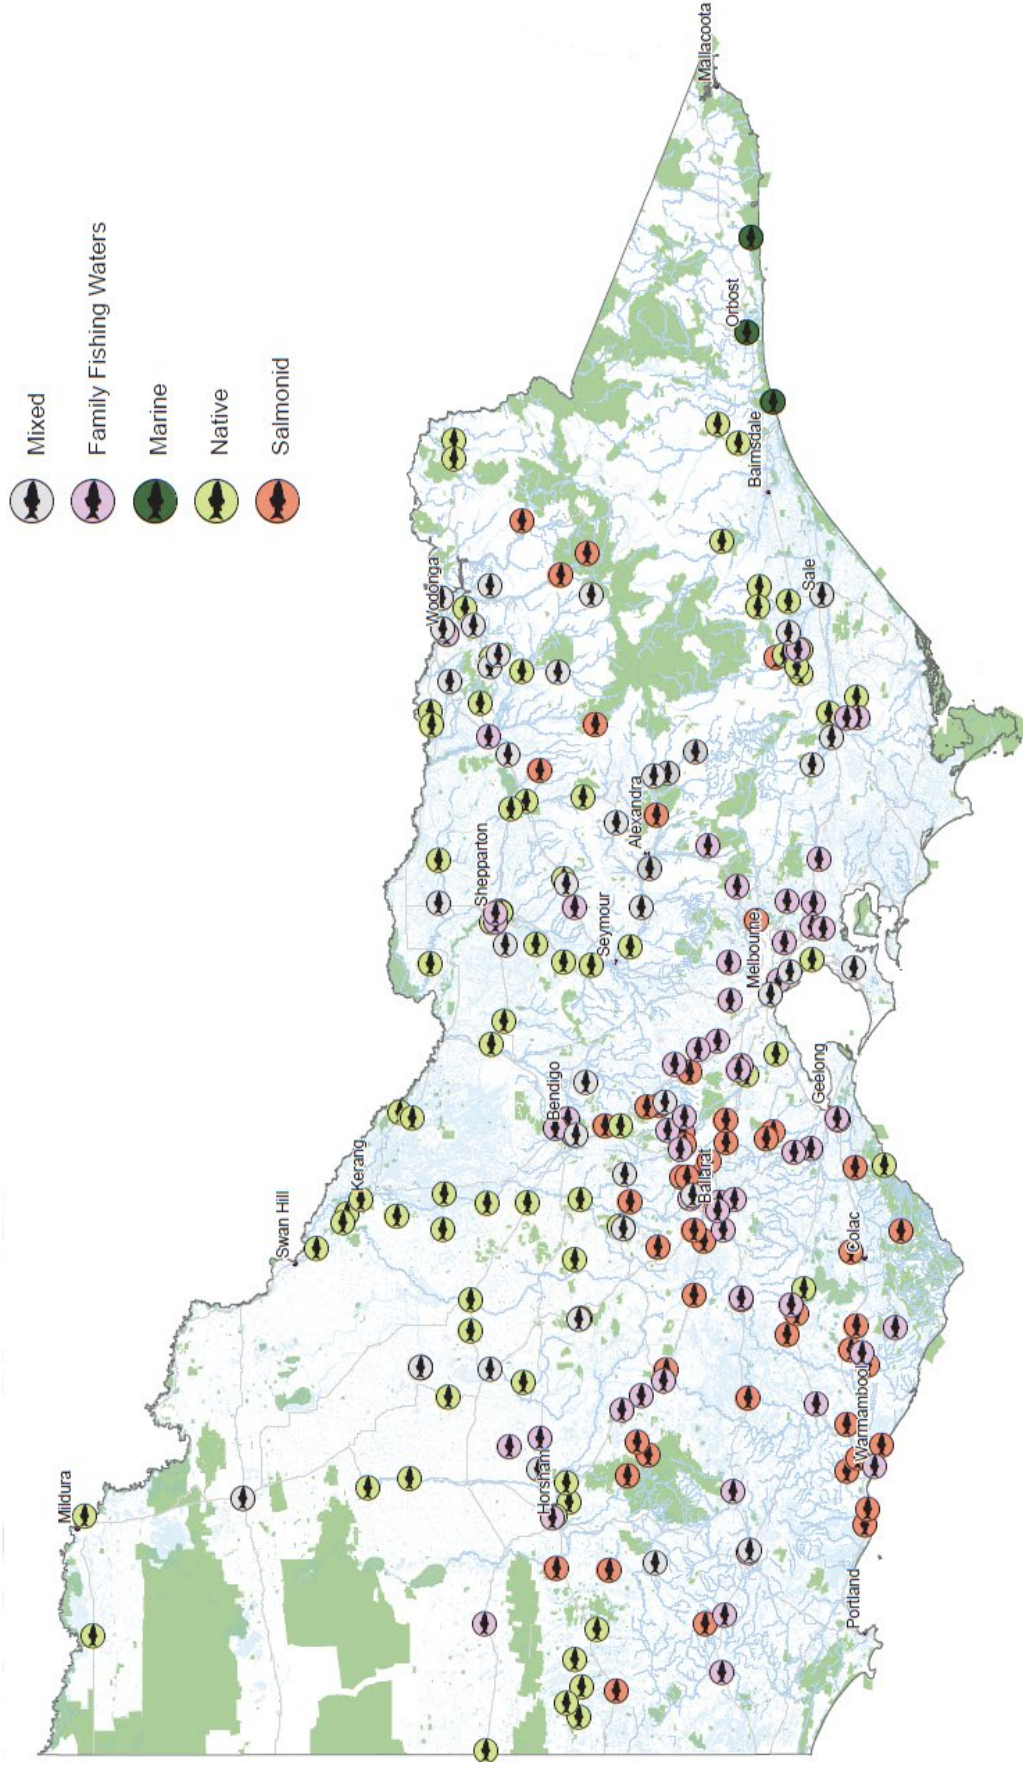 Mixed
Family Fishing Waters
Marine
Native
Salmonid
Mildura
Swan Hill
Kerang
Wodonga
Shepparton
Horsham
Bendigo
Seymour
Alexandra
Mallacoota
Orbost
Bairnsdale
Sale
Melbourne
Ballarat
Geelong
Colac
Warrnambool
Portland